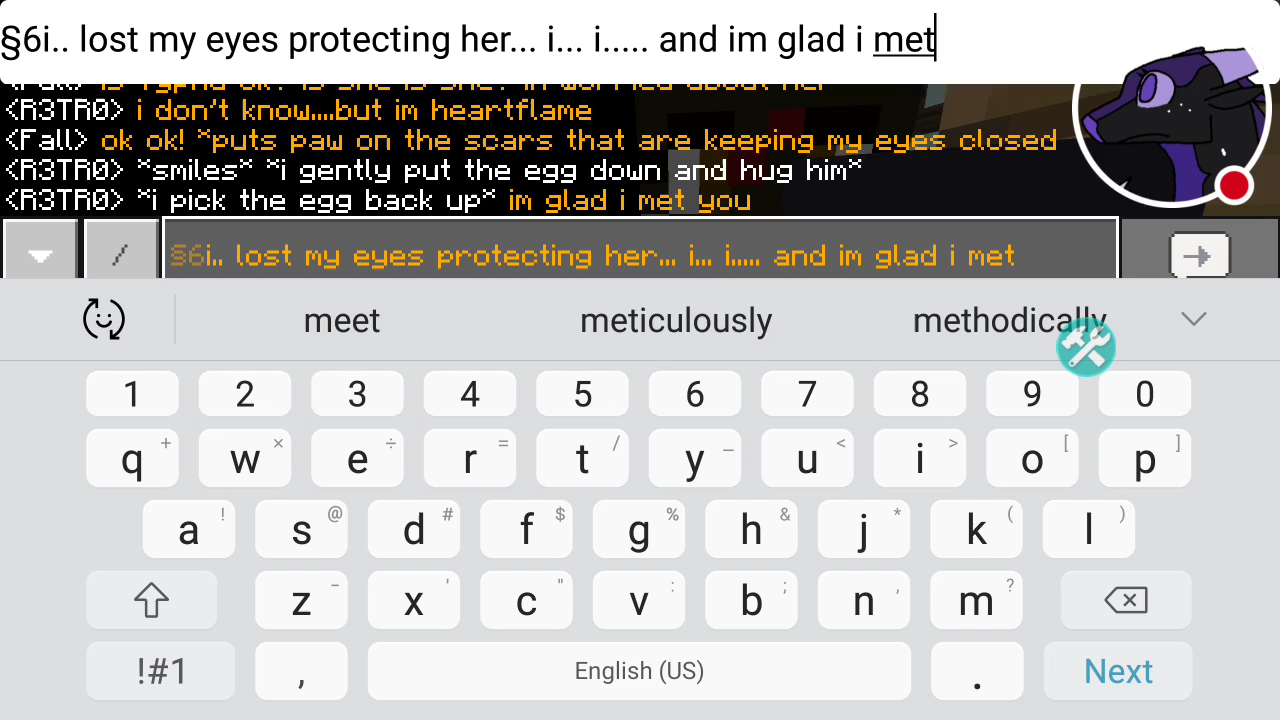 §6i.. lost my eyes protecting her... i... i..... and im glad i met
<R3TR0> i don't know....but im heartflame
<Fall> ok ok! *puts paw on the scars that are keeping my eyes closed
<R3TR0> *smiles* *i gently put the egg down and hug him*
<R3TR0> *i pick the egg back up* im glad i met you
/ §6i.. lost my eyes protecting her... i... i..... and im glad i met
meet meticulously methodically
1 2 3 4 5 6 7 8 9 0
q + w × e ÷ r = t / y _ u < i > o [ p ]
a ! s @ d # f $ g % h & j * k ( l )
z - x ' c " v : b ; n , m ?
!#1 , English (US) . Next